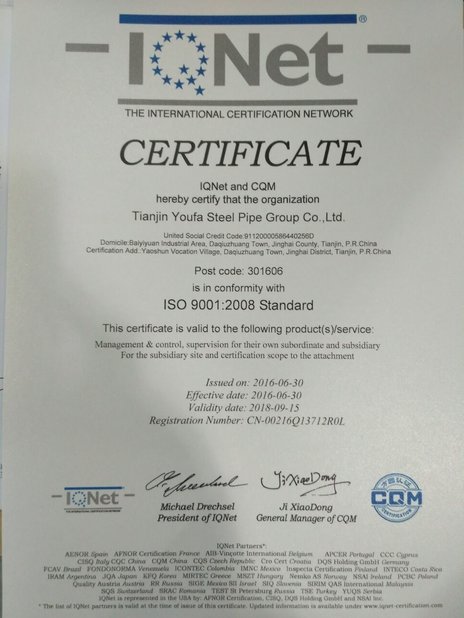 IQNet ®
THE INTERNATIONAL CERTIFICATION NETWORK
CERTIFICATE
IQNet and CQM
hereby certify that the organization
Tianjin Youfa Steel Pipe Group Co.,Ltd.
United Social Credit Code:9112000058644025​6D
Domicile:Baiyiyuan Industrial Area, Daqiuzhuang Town, Jinghai County, Tianjin, P.R.China
Certification Add.:Yaoshun Vocation Village, Daqiuzhuang Town, Jinghai District, Tianjin, P.R.China
Post code: 301606
is in conformity with
ISO 9001:2008 Standard
This certificate is valid to the following product(s)/service:
Management & control, supervision for their own subordinate and subsidiary
For the subsidiary site and certification scope to the attachment
Issued on: 2016-06-30
Effective date: 2016-06-30
Validity date: 2018-09-15
Registration Number: CN-00216Q13712R0L
IQNet
THE INTERNATIONAL CERTIFICATION NETWORK
Ji XiaoDong
Michael Drechsel
President of IQNet
Ji XiaoDong
General Manager of CQM
CQM
CERTIFICATION
IQNet Partners*:
AENOR Spain AFNOR Certification France AIB-Vinçotte International Belgium APCER Portugal CCC Cyprus
CISQ Italy CQC China CQM China CQS Czech Republic Cro Cert Croatia DQS Holding GmbH Germany
FCAV Brazil FONDONORMA Venezuela ICONTEC Colombia IMNC Mexico Inspecta Certification Finland INTECO Costa Rica
IRAM Argentina JQA Japan KFQ Korea MIRTEC Greece MSZT Hungary Nemko AS Norway NSAI Ireland PCBC Poland
Quality Austria Austria RR Russia SIGE Mexico SII Israel SIQ Slovenia SIRIM QAS International Malaysia
SQS Switzerland SRAC Romania TEST St Petersburg Russia TSE Turkey YUQS Serbia
IQNet is represented in the USA by: AFNOR Certification, CISQ, DQS Holding GmbH and NSAI Inc.
* The list of IQNet partners is valid at the time of issue of this certificate. Updated information is available under www.iqnet-certification.com